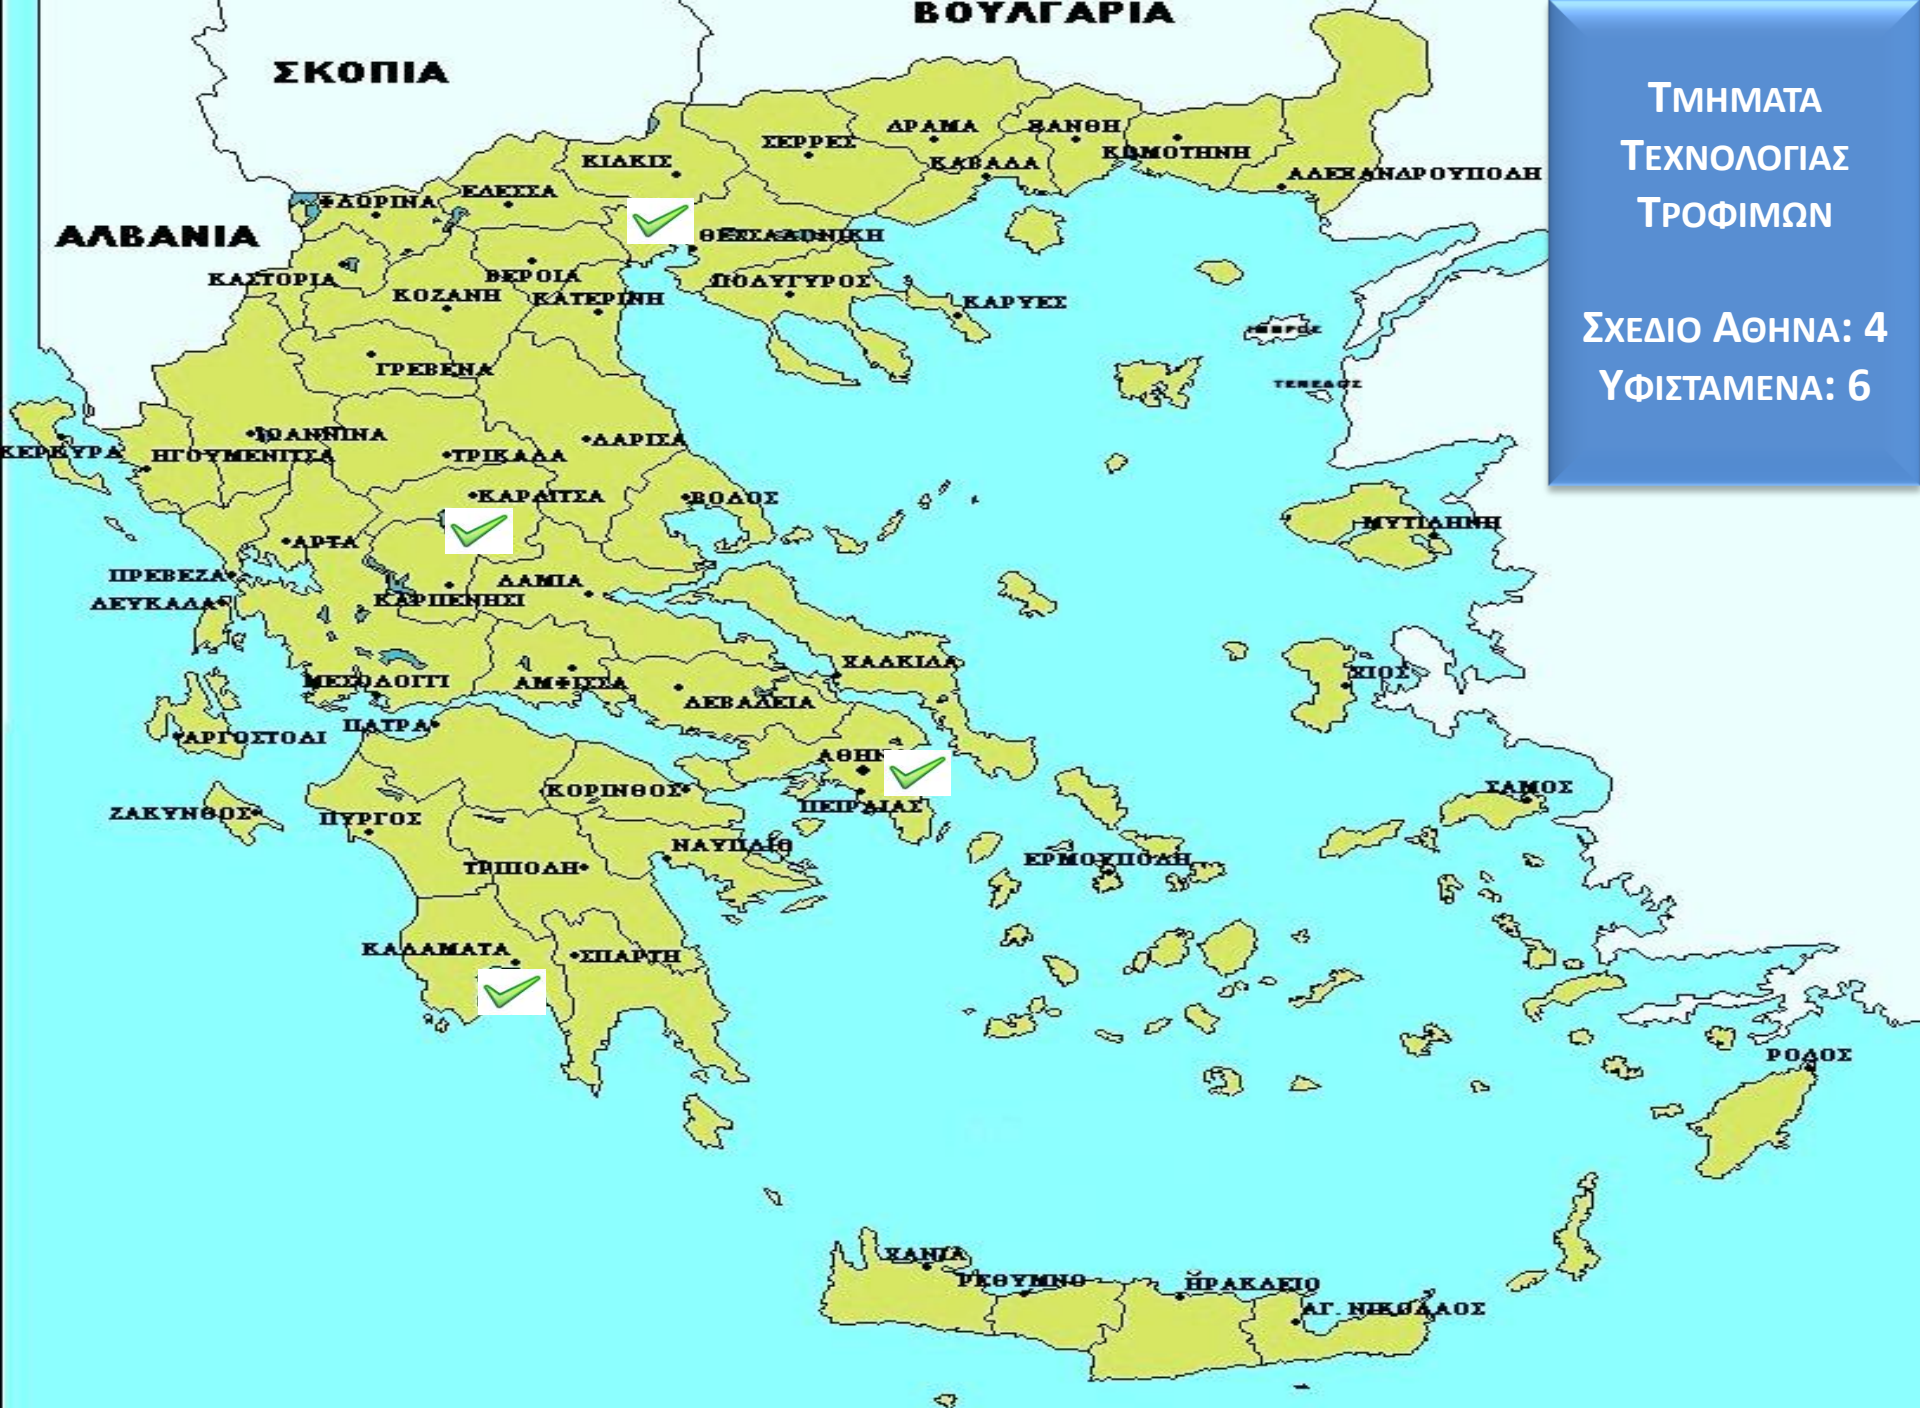 ΒΟΥΛΓΑΡΙΑ
ΣΚΟΠΙΑ
ΑΛΒΑΝΙΑ
ΤΜΗΜΑΤΑ
ΤΕΧΝΟΛΟΓΙΑΣ
ΤΡΟΦΙΜΩΝ
ΣΧΕΔΙΟ ΑΘΗΝΑ: 4
ΥΦΙΣΤΑΜΕΝΑ: 6
ΔΡΑΜΑ
ΞΑΝΘΗ
ΣΕΡΡΕΣ
ΚΟΜΟΤΗΝΗ
ΚΙΛΚΙΣ
ΚΑΒΑΛΑ
ΑΛΕΞΑΝΔΡΟΥΠΟΛΗ
ΕΔΕΣΣΑ
ΦΛΩΡΙΝΑ
ΘΕΣΣΑΛΟΝΙΚΗ
ΚΑΣΤΟΡΙΑ
ΒΕΡΟΙΑ
ΠΟΛΥΓΥΡΟΣ
ΚΟΖΑΝΗ
ΚΑΤΕΡΙΝΗ
ΚΑΡΥΕΣ
ΙΜΒΡΟΣ
ΓΡΕΒΕΝΑ
ΤΕΝΕΔΟΣ
ΙΩΑΝΝΙΝΑ
ΛΑΡΙΣΑ
ΚΕΡΚΥΡΑ
ΗΓΟΥΜΕΝΙΤΣΑ
ΤΡΙΚΑΛΑ
ΚΑΡΔΙΤΣΑ
ΒΟΛΟΣ
ΜΥΤΙΛΗΝΗ
ΑΡΤΑ
ΠΡΕΒΕΖΑ
ΛΑΜΙΑ
ΛΕΥΚΑΔΑ
ΚΑΡΠΕΝΗΣΙ
ΧΑΛΚΙΔΑ
ΧΙΟΣ
ΜΕΣΟΛΟΓΓΙ
ΑΜΦΙΣΣΑ
ΛΕΒΑΔΕΙΑ
ΠΑΤΡΑ
ΑΡΓΟΣΤΟΛΙ
ΑΘΗΝ
ΚΟΡΙΝΘΟΣ
ΣΑΜΟΣ
ΠΕΙΡΑΙΑΣ
ΖΑΚΥΝΘΟΣ
ΠΥΡΓΟΣ
ΝΑΥΠΛΙΟ
ΕΡΜΟΥΠΟΛΗ
ΤΡΙΠΟΛΗ
ΚΑΛΑΜΑΤΑ
ΣΠΑΡΤΗ
ΡΟΔΟΣ
ΧΑΝΙΑ
ΡΕΘΥΜΝΟ
ΗΡΑΚΛΕΙΟ
ΑΓ. ΝΙΚΟΛΑΟΣ